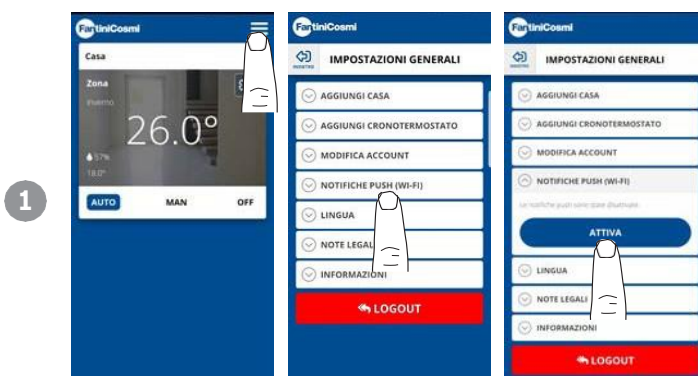 1
FantiniCosmi
Casa
Zona
Inverno
26.0°
57%
18.0°
AUTO MAN OFF
FantiniCosmi
INDIETRO
IMPOSTAZIONI GENERALI
AGGIUNGI CASA
AGGIUNGI CRONOTERMOSTATO
MODIFICA ACCOUNT
NOTIFICHE PUSH (WI-FI)
LINGUA
NOTE LEGAL
INFORMAZIONI
LOGOUT
FantiniCosmi
INDIETRO
IMPOSTAZIONI GENERALI
AGGIUNGI CASA
AGGIUNGI CRONOTERMOSTATO
MODIFICA ACCOUNT
NOTIFICHE PUSH (WI-FI)
Le notifiche push sono state disattivate
ATTIVA
LINGUA
NOTE LEGALI
INFORMAZIONI
LOGOUT